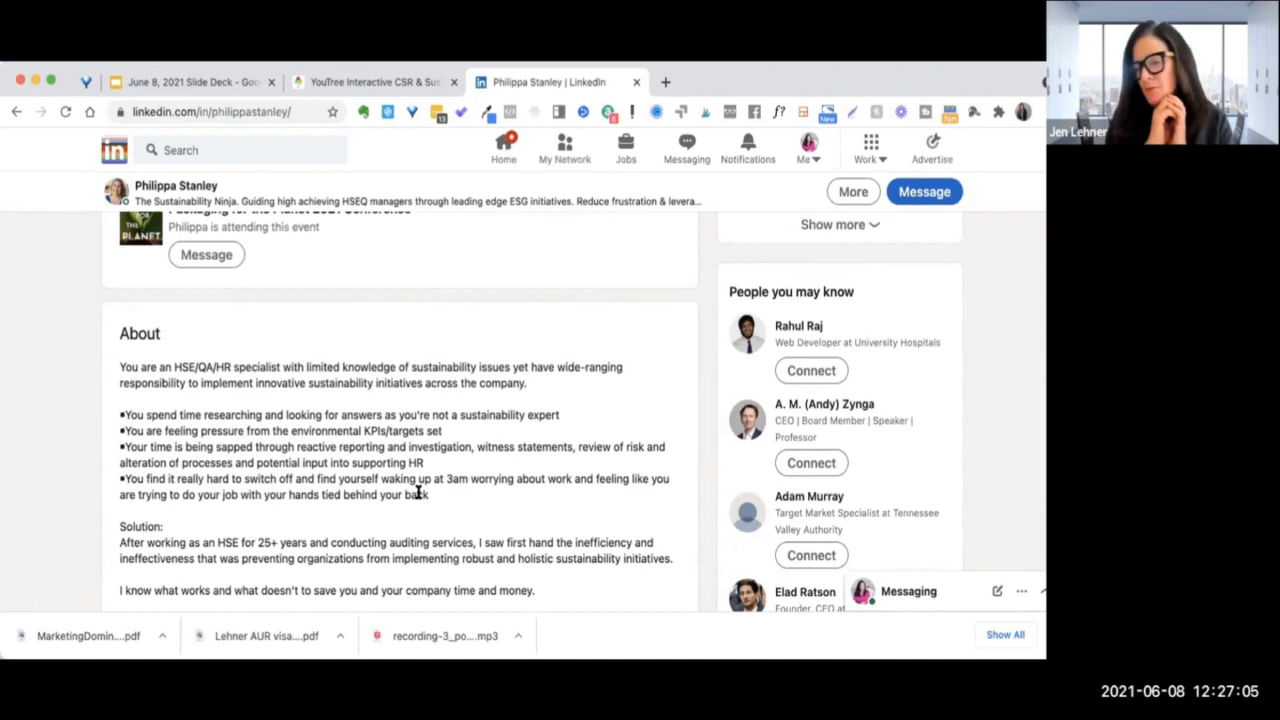 June 8, 2021 Slide Deck - Goo
YouTree Interactive CSR & Sus
Philippa Stanley | LinkedIn
linkedin.com/in/philippastanley/
13
5
New
7am
Jen Lehner
in
Search
Home
My Network
Jobs
Messaging
Notifications
Me
Work
Advertise
Philippa Stanley
The Sustainability Ninja. Guiding high achieving HSEQ managers through leading edge ESG initiatives. Reduce frustration & levera...
More
Message
THE
PLANET
Philippa is attending this event
Message
Show more
About
You are an HSE/QA/HR specialist with limited knowledge of sustainability issues yet have wide-ranging
responsibility to implement innovative sustainability initiatives across the company.
▪You spend time researching and looking for answers as you're not a sustainability expert
▪You are feeling pressure from the environmental KPIs/targets set
▪Your time is being sapped through reactive reporting and investigation, witness statements, review of risk and
alteration of processes and potential input into supporting HR
▪You find it really hard to switch off and find yourself waking up at 3am worrying about work and feeling like you
are trying to do your job with your hands tied behind your back
Solution:
After working as an HSE for 25+ years and conducting auditing services, I saw first hand the inefficiency and
ineffectiveness that was preventing organizations from implementing robust and holistic sustainability initiatives.
I know what works and what doesn't to save you and your company time and money.
People you may know
Rahul Raj
Web Developer at University Hospitals
Connect
A. M. (Andy) Zynga
CEO | Board Member | Speaker |
Professor
Connect
Adam Murray
Target Market Specialist at Tennessee
Valley Authority
Connect
Elad Ratson
Founder, CEO at
Messaging
MarketingDomin....pdf
Lehner AUR visa....pdf
recording-3_po....mp3
Show All
2021-06-08 12:27:05